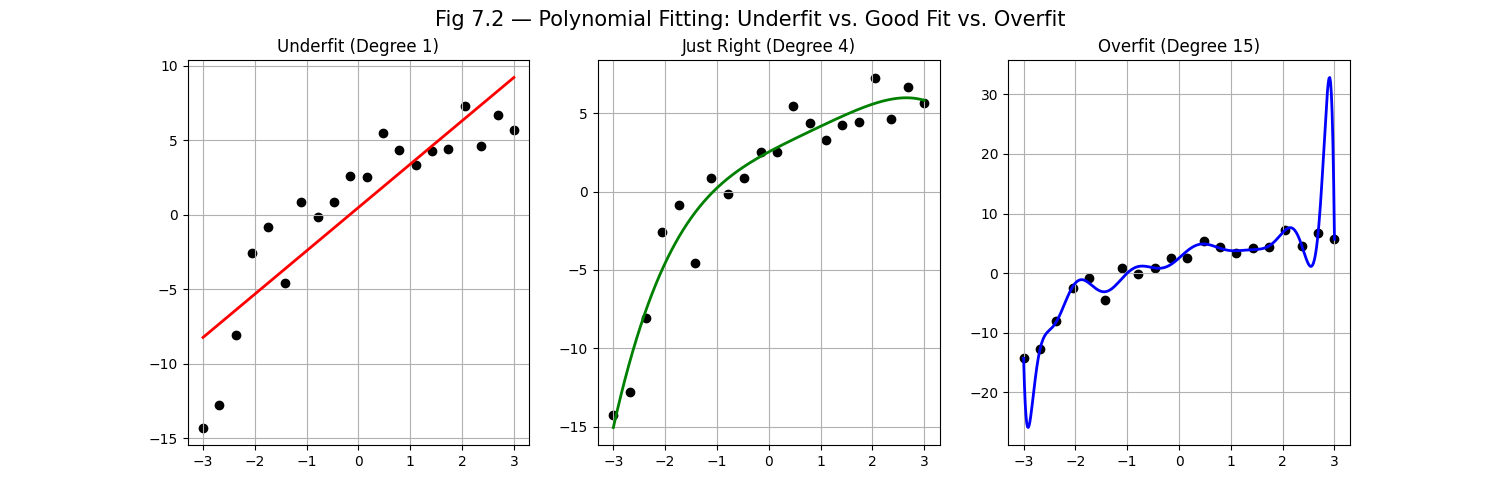 Fig 7.2 — Polynomial Fitting: Underfit vs. Good Fit vs. Overfit
Underfit (Degree 1)
10
5
0
−5
−10
−15
−3 −2 −1 0 1 2 3
Just Right (Degree 4)
5
0
−5
−10
−15
−3 −2 −1 0 1 2 3
Overfit (Degree 15)
30
20
10
0
−10
−20
−3 −2 −1 0 1 2 3